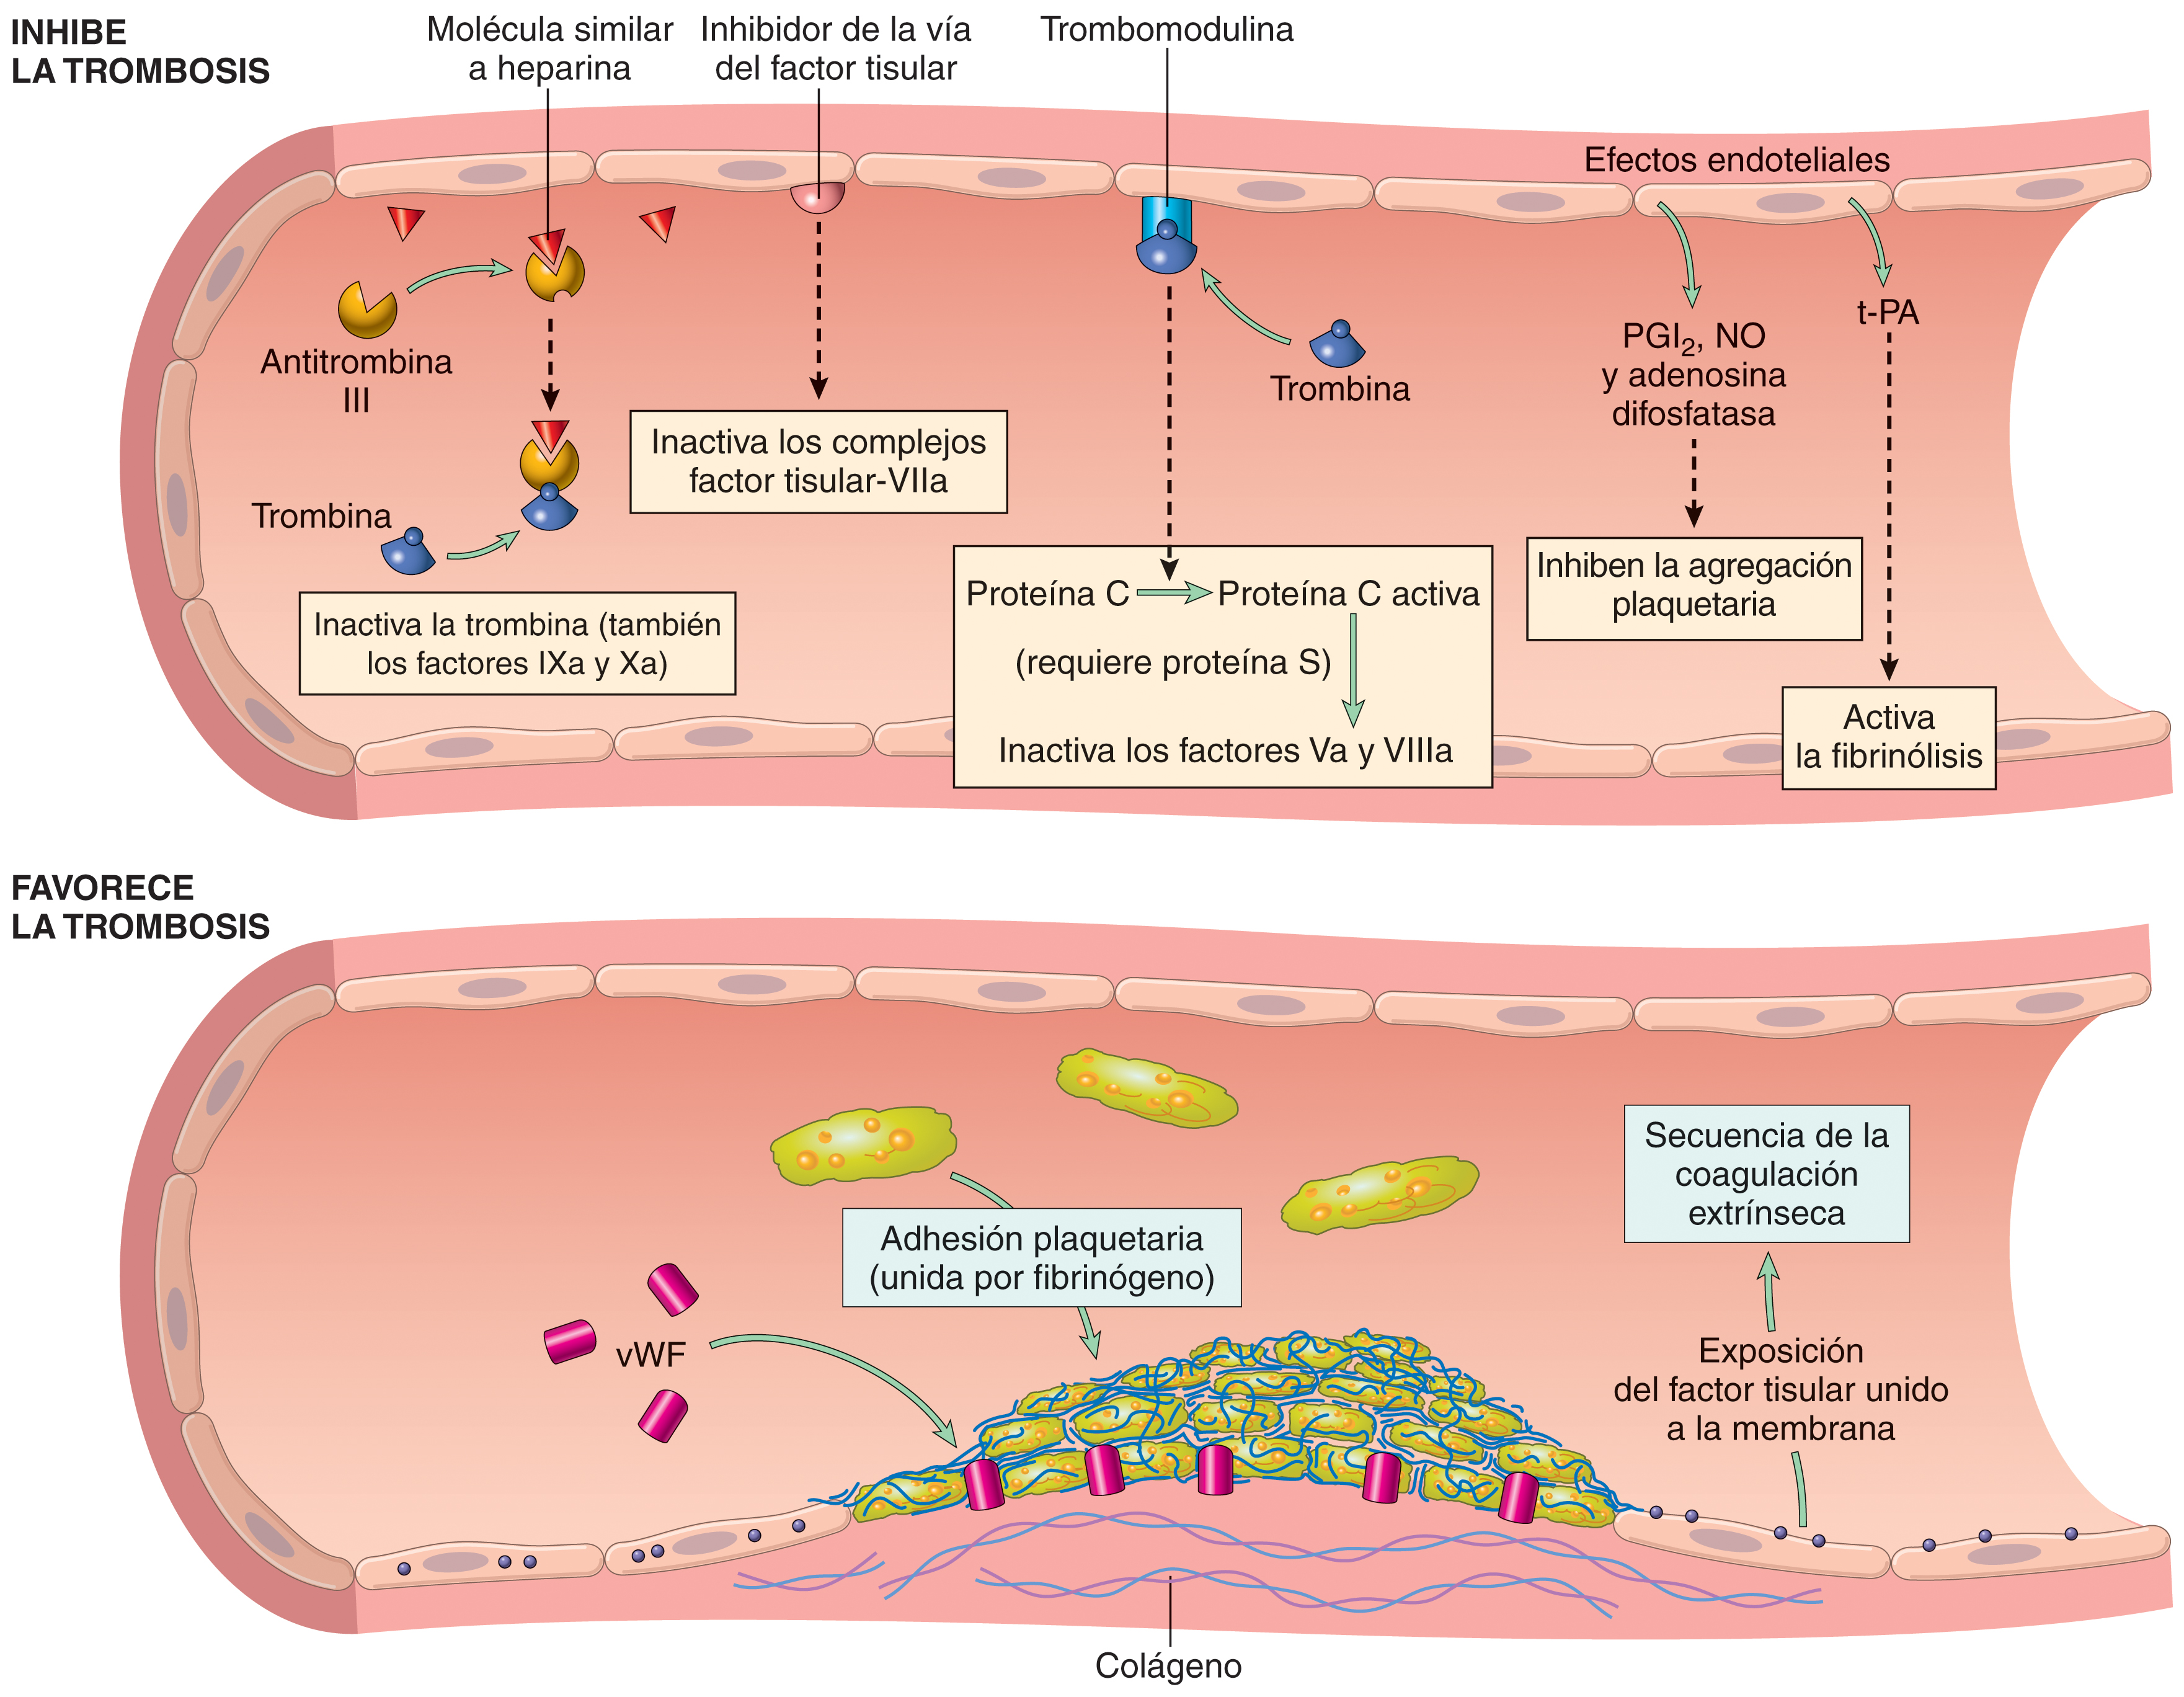 INHIBE
LA TROMBOSIS
Molécula similar
a heparina
Inhibidor de la vía
del factor tisular
Trombomodulina
Efectos endoteliales
Antitrombina
III
Trombina
Inactiva la trombina (también
los factores IXa y Xa)
Inactiva los complejos
factor tisular-VIIa
Trombina
Proteína C
Proteína C activa
(requiere proteína S)
Inactiva los factores Va y VIIIa
PGI₂, NO
y adenosina
difosfatasa
Inhiben la agregación
plaquetaria
t-PA
Activa
la fibrinólisis
FAVORECE
LA TROMBOSIS
Adhesión plaquetaria
(unida por fibrinógeno)
vWF
Secuencia de la
coagulación
extrínseca
Exposición
del factor tisular unido
a la membrana
Colágeno